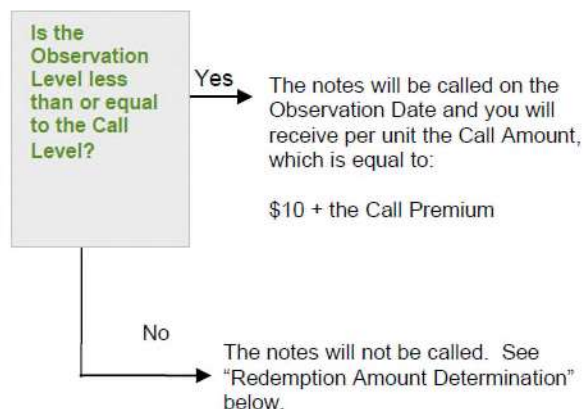 Is the
Observation
Level less
than or equal
to the Call
Level?
Yes
The notes will be called on the
Observation Date and you will
receive per unit the Call Amount,
which is equal to:
$10 + the Call Premium
No
The notes will not be called. See
“Redemption Amount Determination”
below.